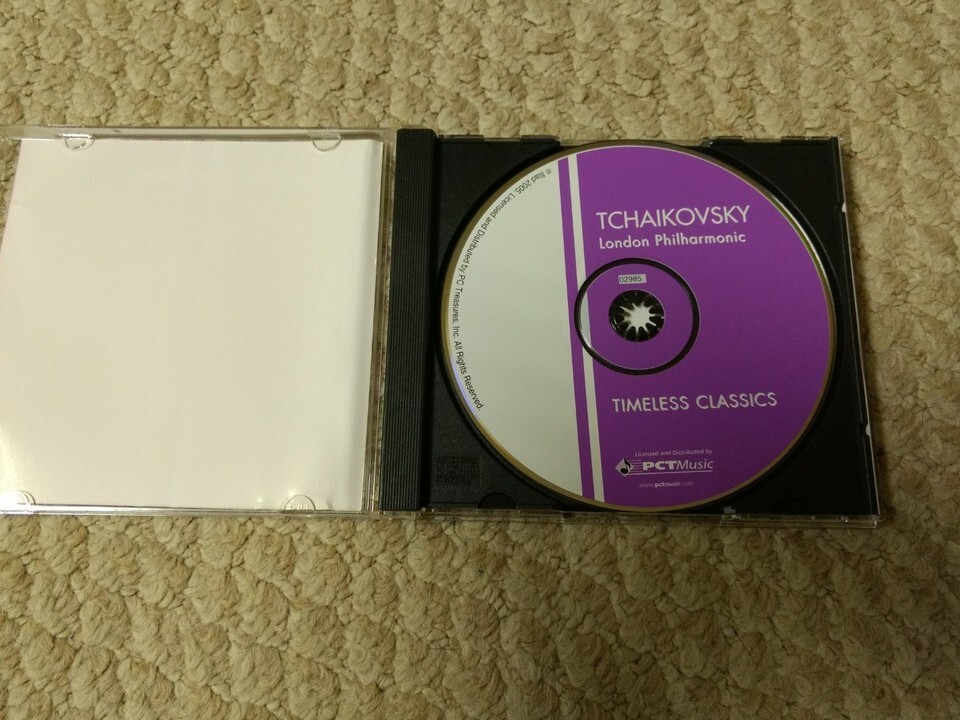 ℗ Iliad 2005. Licensed and Distributed by PC Treasures, Inc. All Rights Reserved.
TCHAIKOVSKY
London Philharmonic
02985
TIMELESS CLASSICS
Licensed and Distributed by
PCTMusic
www.pctmusic.com